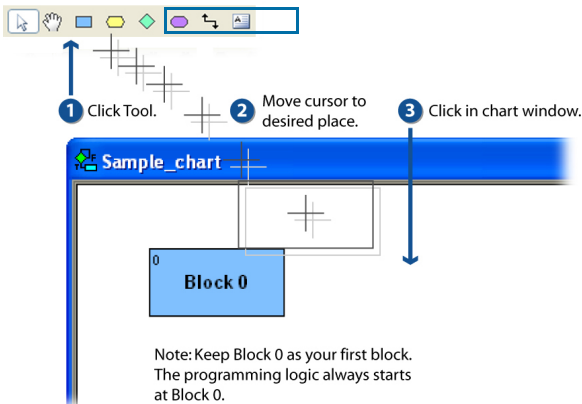 1 Click Tool.
2 Move cursor to
desired place.
3 Click in chart window.
Sample_chart
0
Block 0
Note: Keep Block 0 as your first block.
The programming logic always starts
at Block 0.